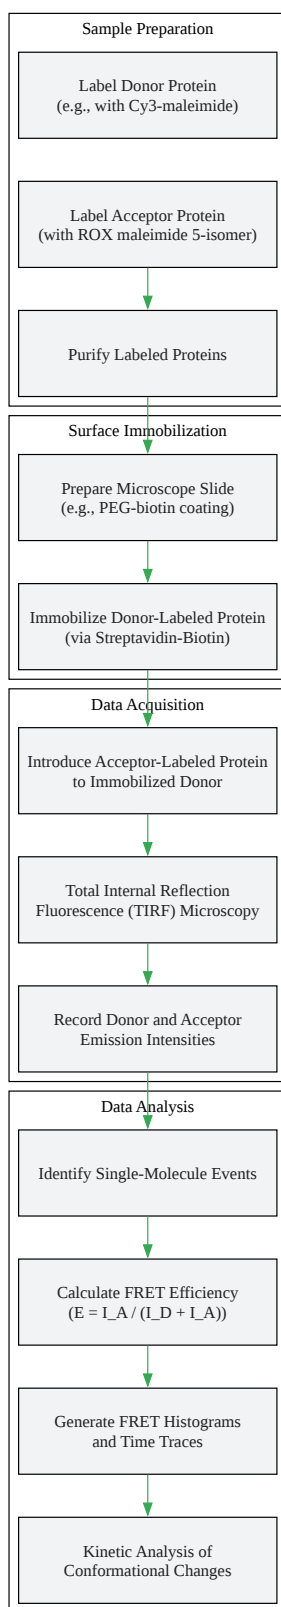 Sample Preparation
Label Donor Protein
(e.g., with Cy3-maleimide)
Label Acceptor Protein
(with ROX maleimide 5-isomer)
Purify Labeled Proteins
Surface Immobilization
Prepare Microscope Slide
(e.g., PEG-biotin coating)
Immobilize Donor-Labeled Protein
(via Streptavidin-Biotin)
Data Acquisition
Introduce Acceptor-Labeled Protein
to Immobilized Donor
Total Internal Reflection
Fluorescence (TIRF) Microscopy
Record Donor and Acceptor
Emission Intensities
Data Analysis
Identify Single-Molecule Events
Calculate FRET Efficiency
(E = I_A / (I_D + I_A))
Generate FRET Histograms
and Time Traces
Kinetic Analysis of
Conformational Changes